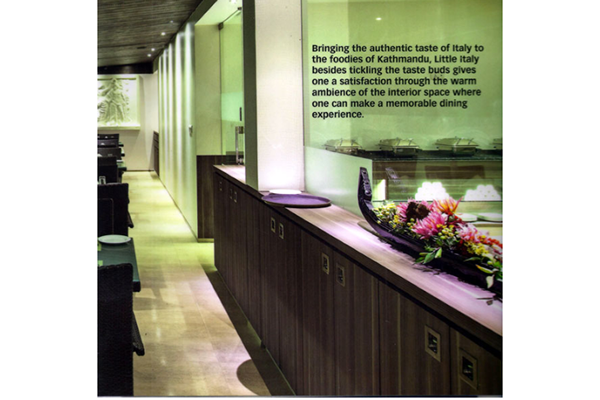 Bringing the authentic taste of Italy to
the foodies of Kathmandu, Little Italy
besides tickling the taste buds gives
one a satisfaction through the warm
ambience of the interior space where
one can make a memorable dining
experience.